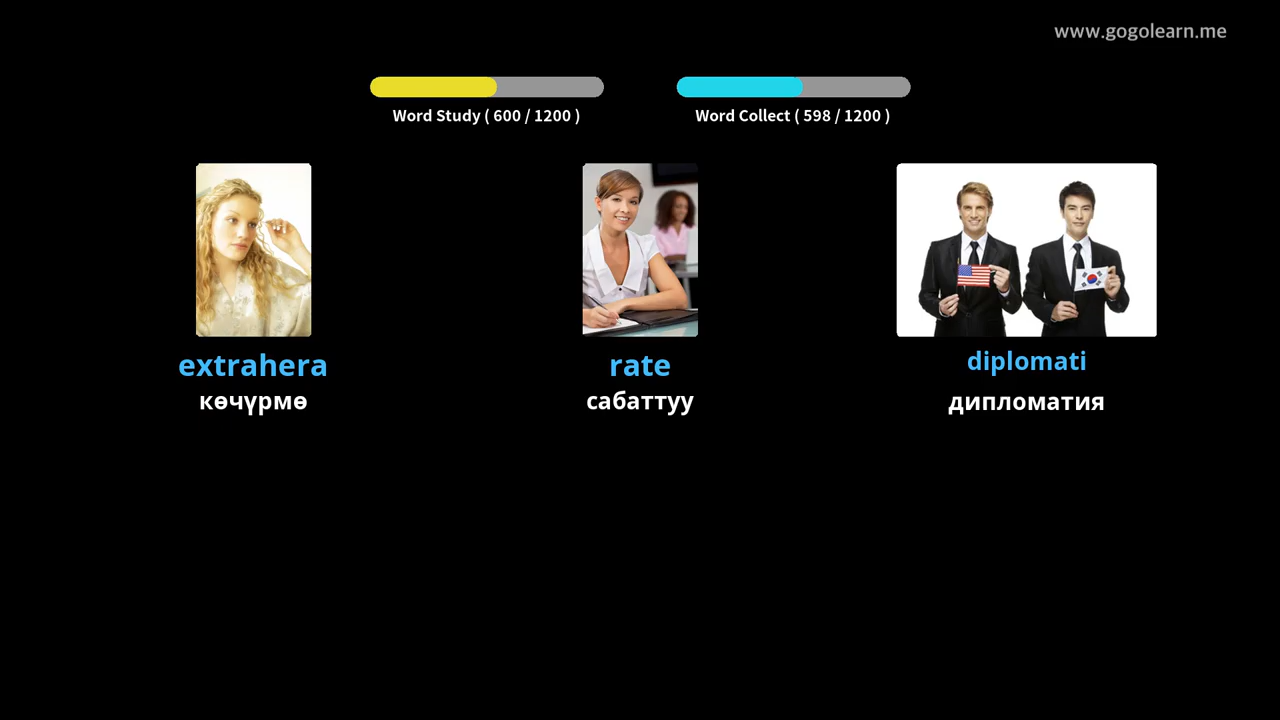 www.gogolearn.me
Word Study ( 600 / 1200 )
Word Collect ( 598 / 1200 )
extrahera
көчүрмө
rate
сабаттуу
diplomati
дипломатия